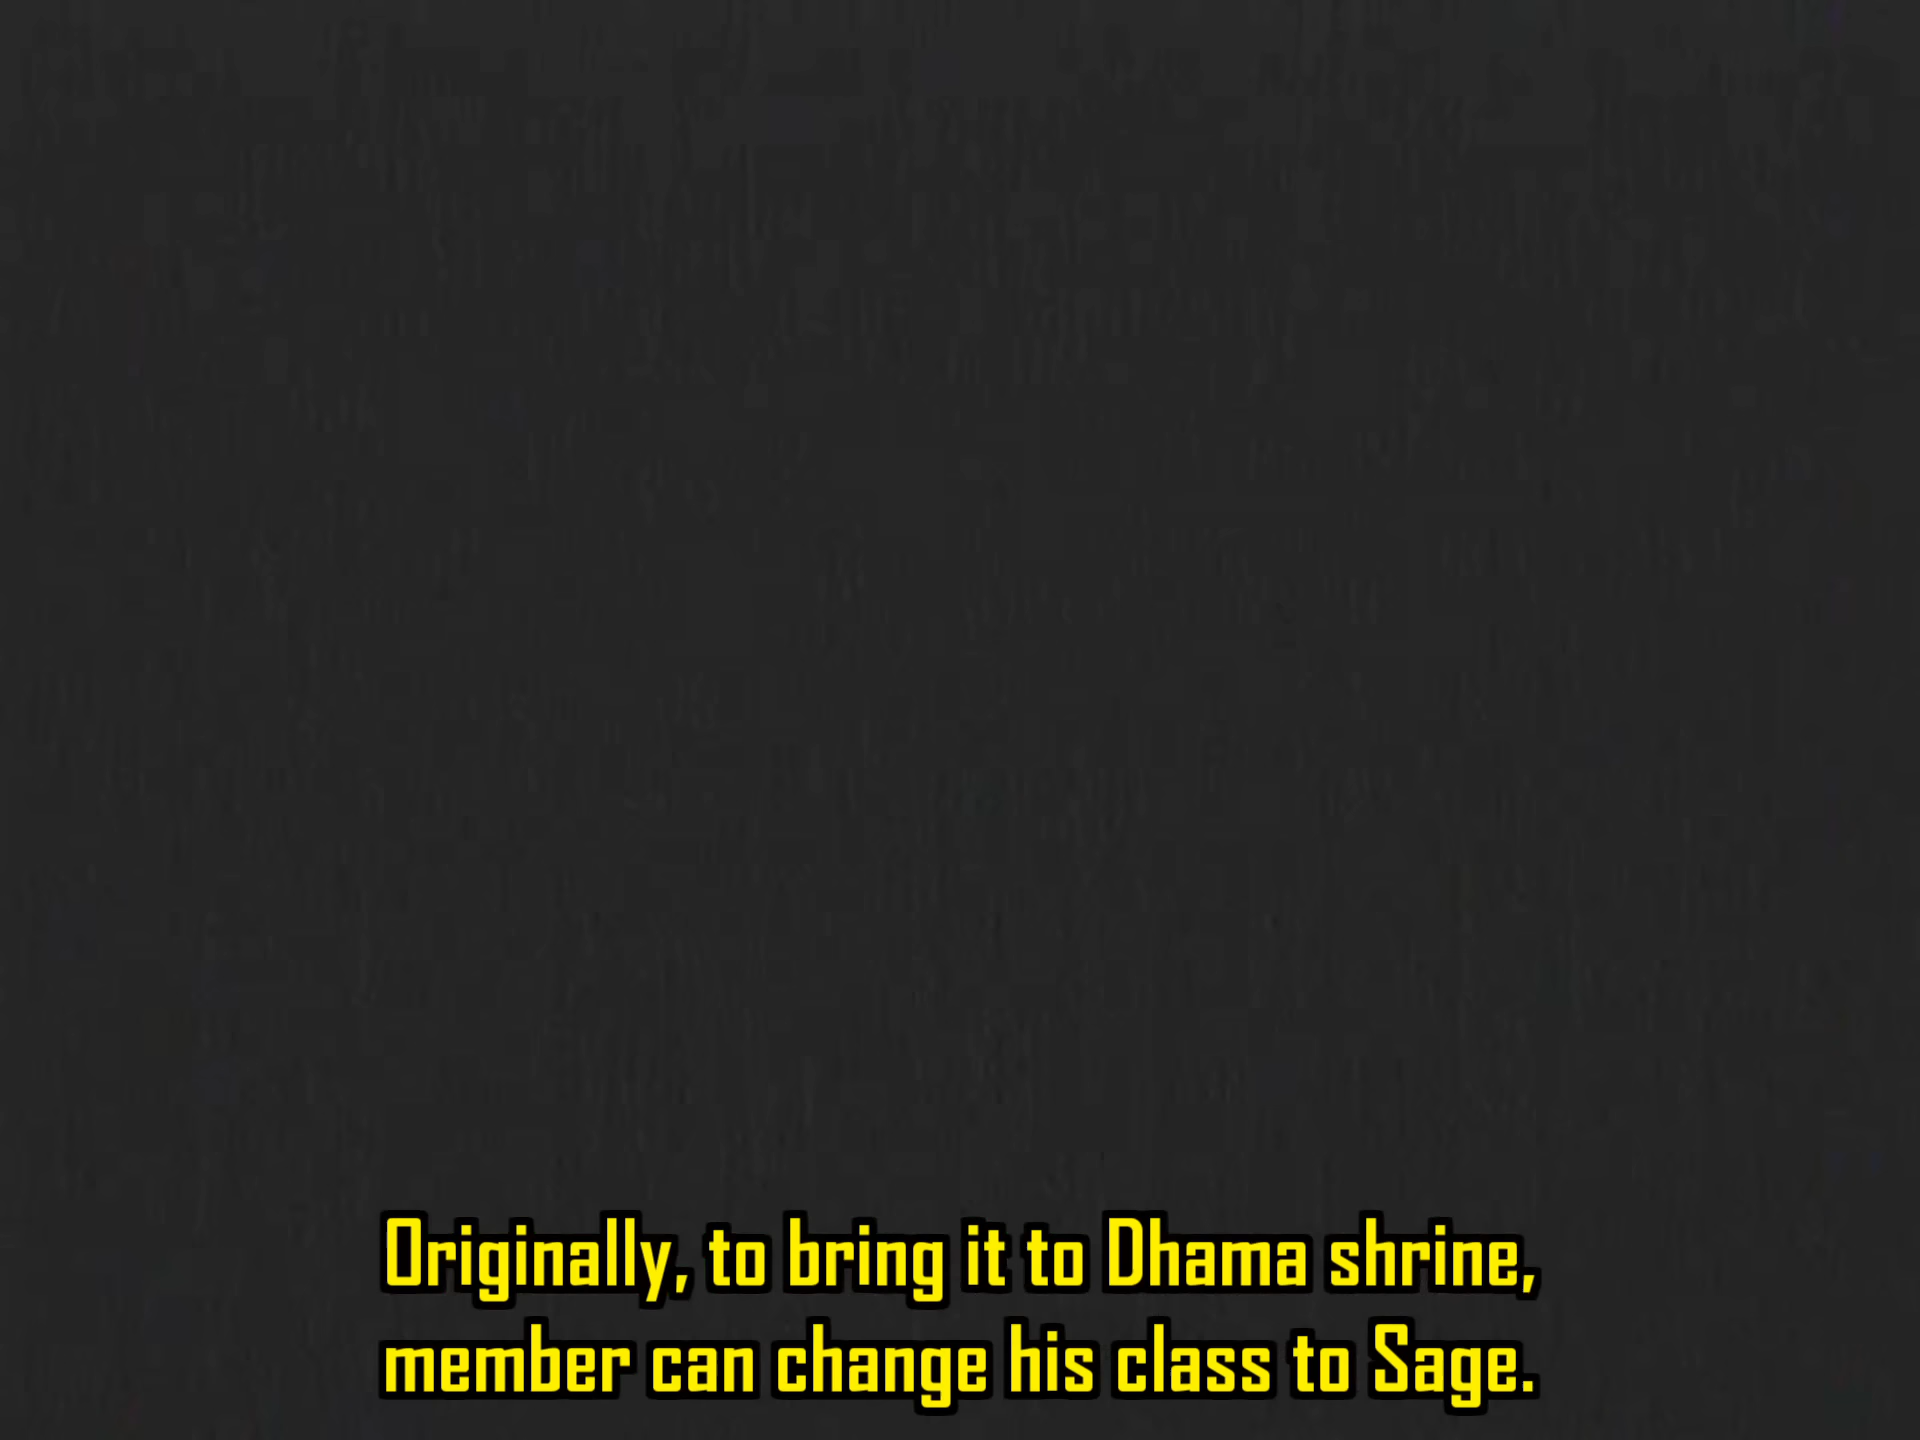 Originally, to bring it to Dhama shrine,
member can change his class to Sage.